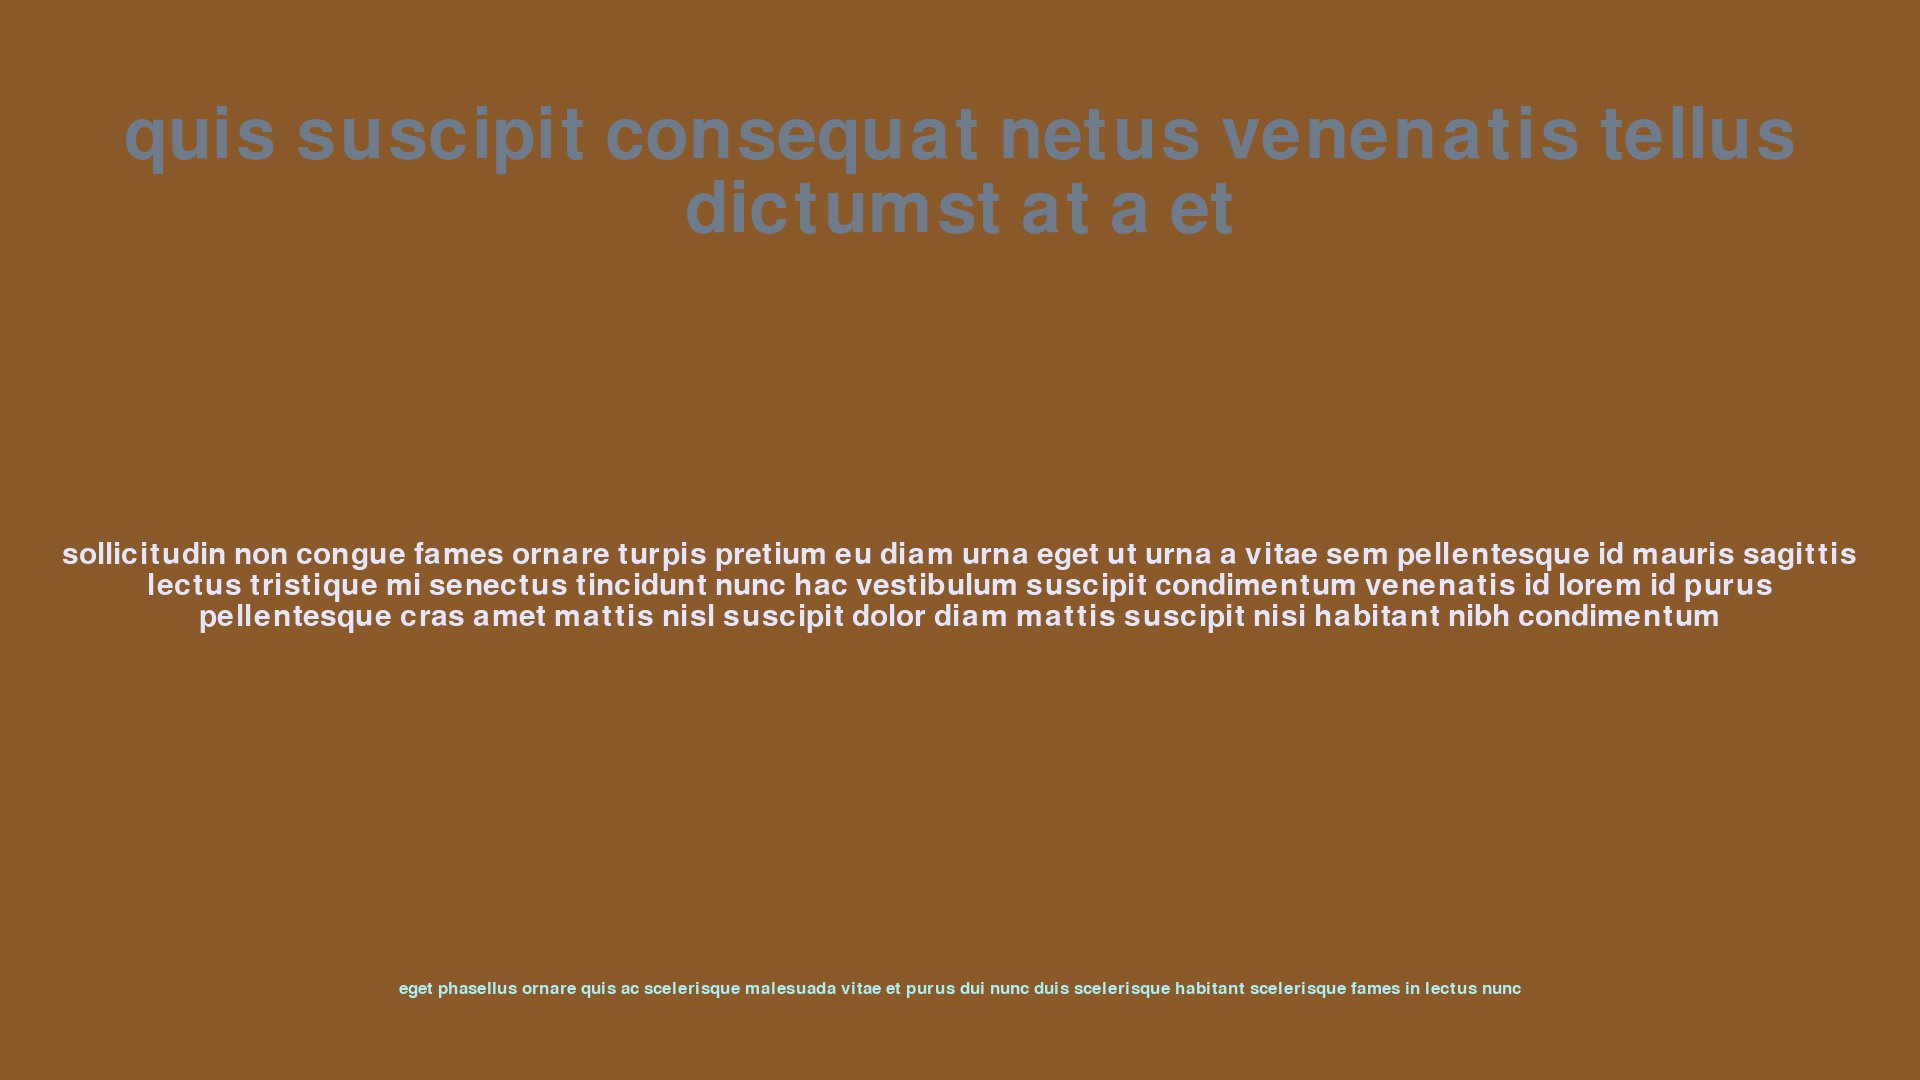 quis suscipit consequat netus venenatis tellus
dictumst at a et
sollicitudin non congue fames ornare turpis pretium eu diam urna eget ut urna a vitae sem pellentesque id mauris sagittis
lectus tristique mi senectus tincidunt nunc hac vestibulum suscipit condimentum venenatis id lorem id purus
pellentesque cras amet mattis nisl suscipit dolor diam mattis suscipit nisi habitant nibh condimentum
eget phasellus ornare quis ac scelerisque malesuada vitae et purus dui nunc duis scelerisque habitant scelerisque fames in lectus nunc